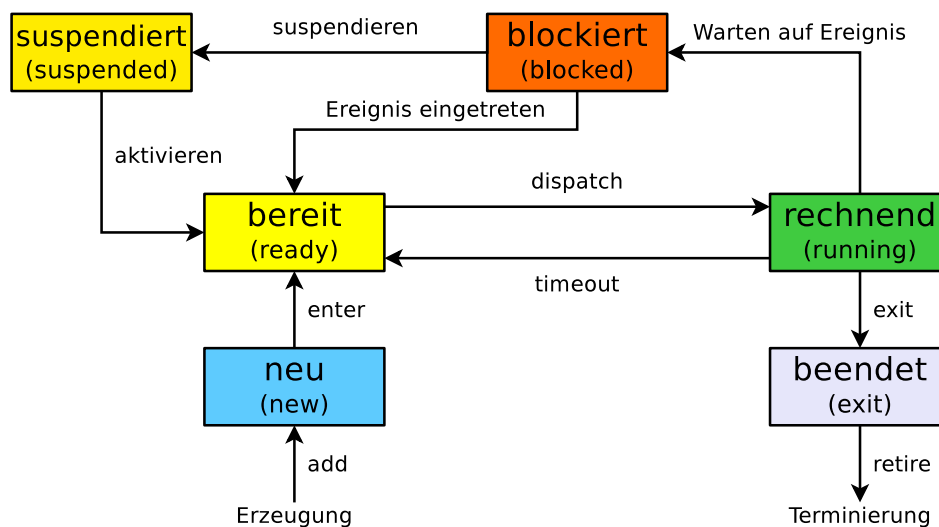 suspendiert
(suspended)
suspendieren
blockiert
(blocked)
Warten auf Ereignis
Ereignis eingetreten
aktivieren
bereit
(ready)
dispatch
rechnend
(running)
timeout
enter
exit
neu
(new)
beendet
(exit)
add
retire
Erzeugung
Terminierung